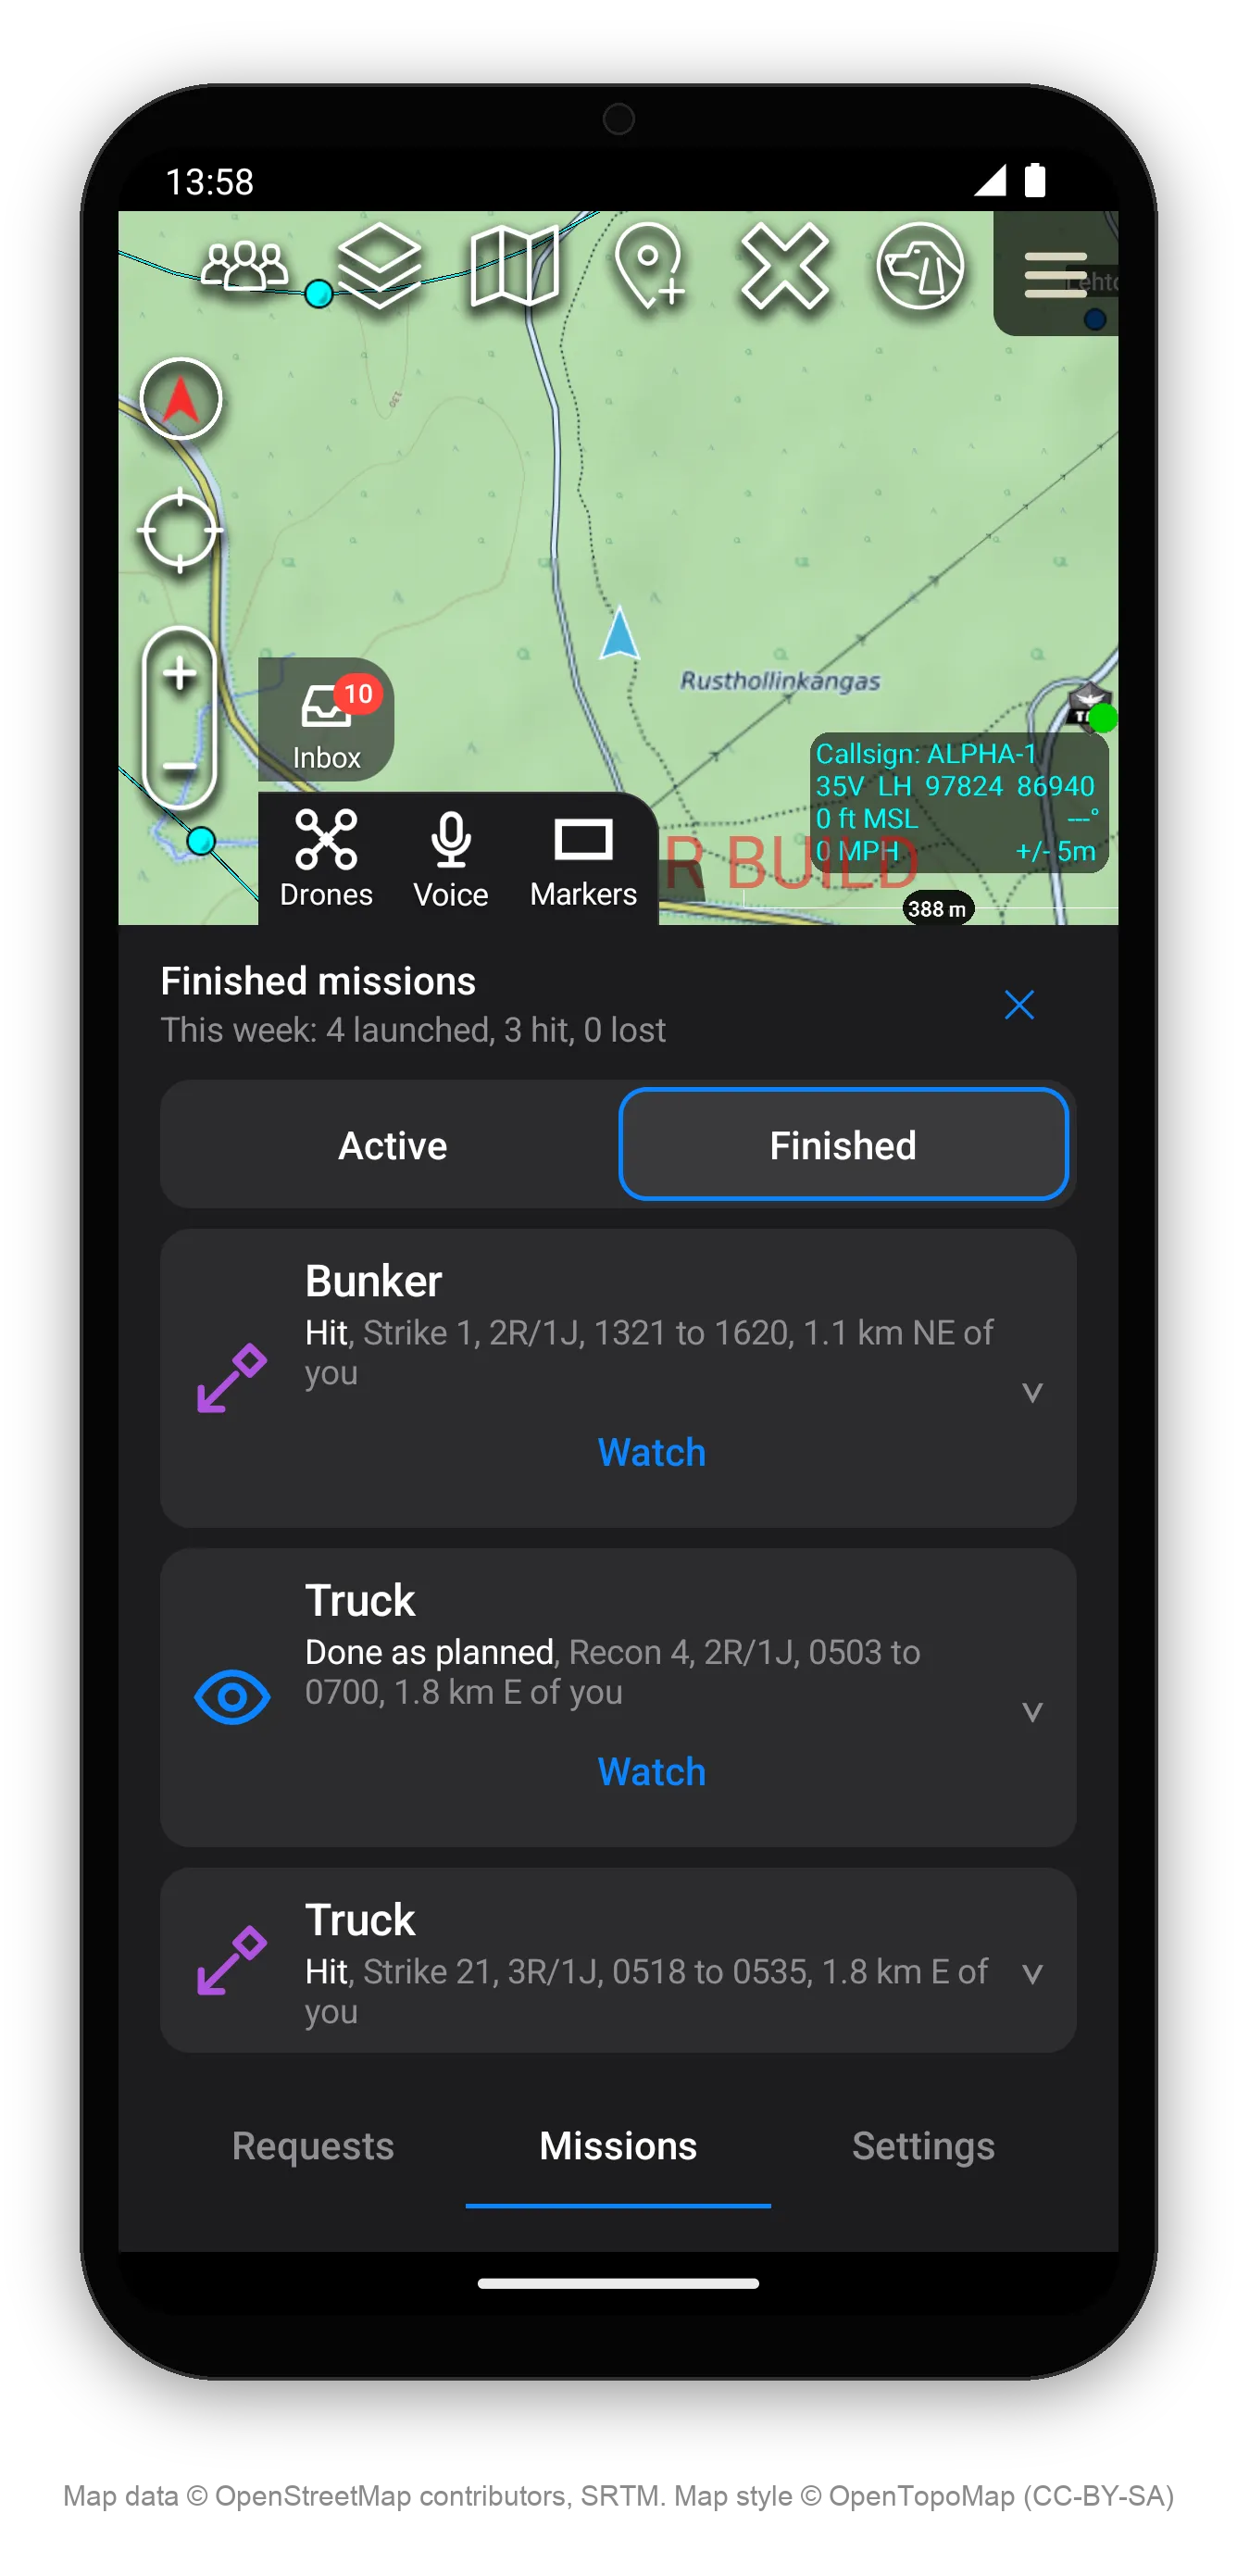 13:58
Lehto
130
Rusthollinkangas
10
Inbox
Callsign: ALPHA-1
35V LH 97824 86940
0 ft MSL ---°
0 MPH +/- 5m
R BUILD
Drones Voice Markers
388 m
Finished missions
This week: 4 launched, 3 hit, 0 lost
Active Finished
Bunker
Hit, Strike 1, 2R/1J, 1321 to 1620, 1.1 km NE of
you
Watch
Truck
Done as planned, Recon 4, 2R/1J, 0503 to
0700, 1.8 km E of you
Watch
Truck
Hit, Strike 21, 3R/1J, 0518 to 0535, 1.8 km E of
you
Requests Missions Settings
Map data © OpenStreetMap contributors, SRTM. Map style © OpenTopoMap (CC-BY-SA)